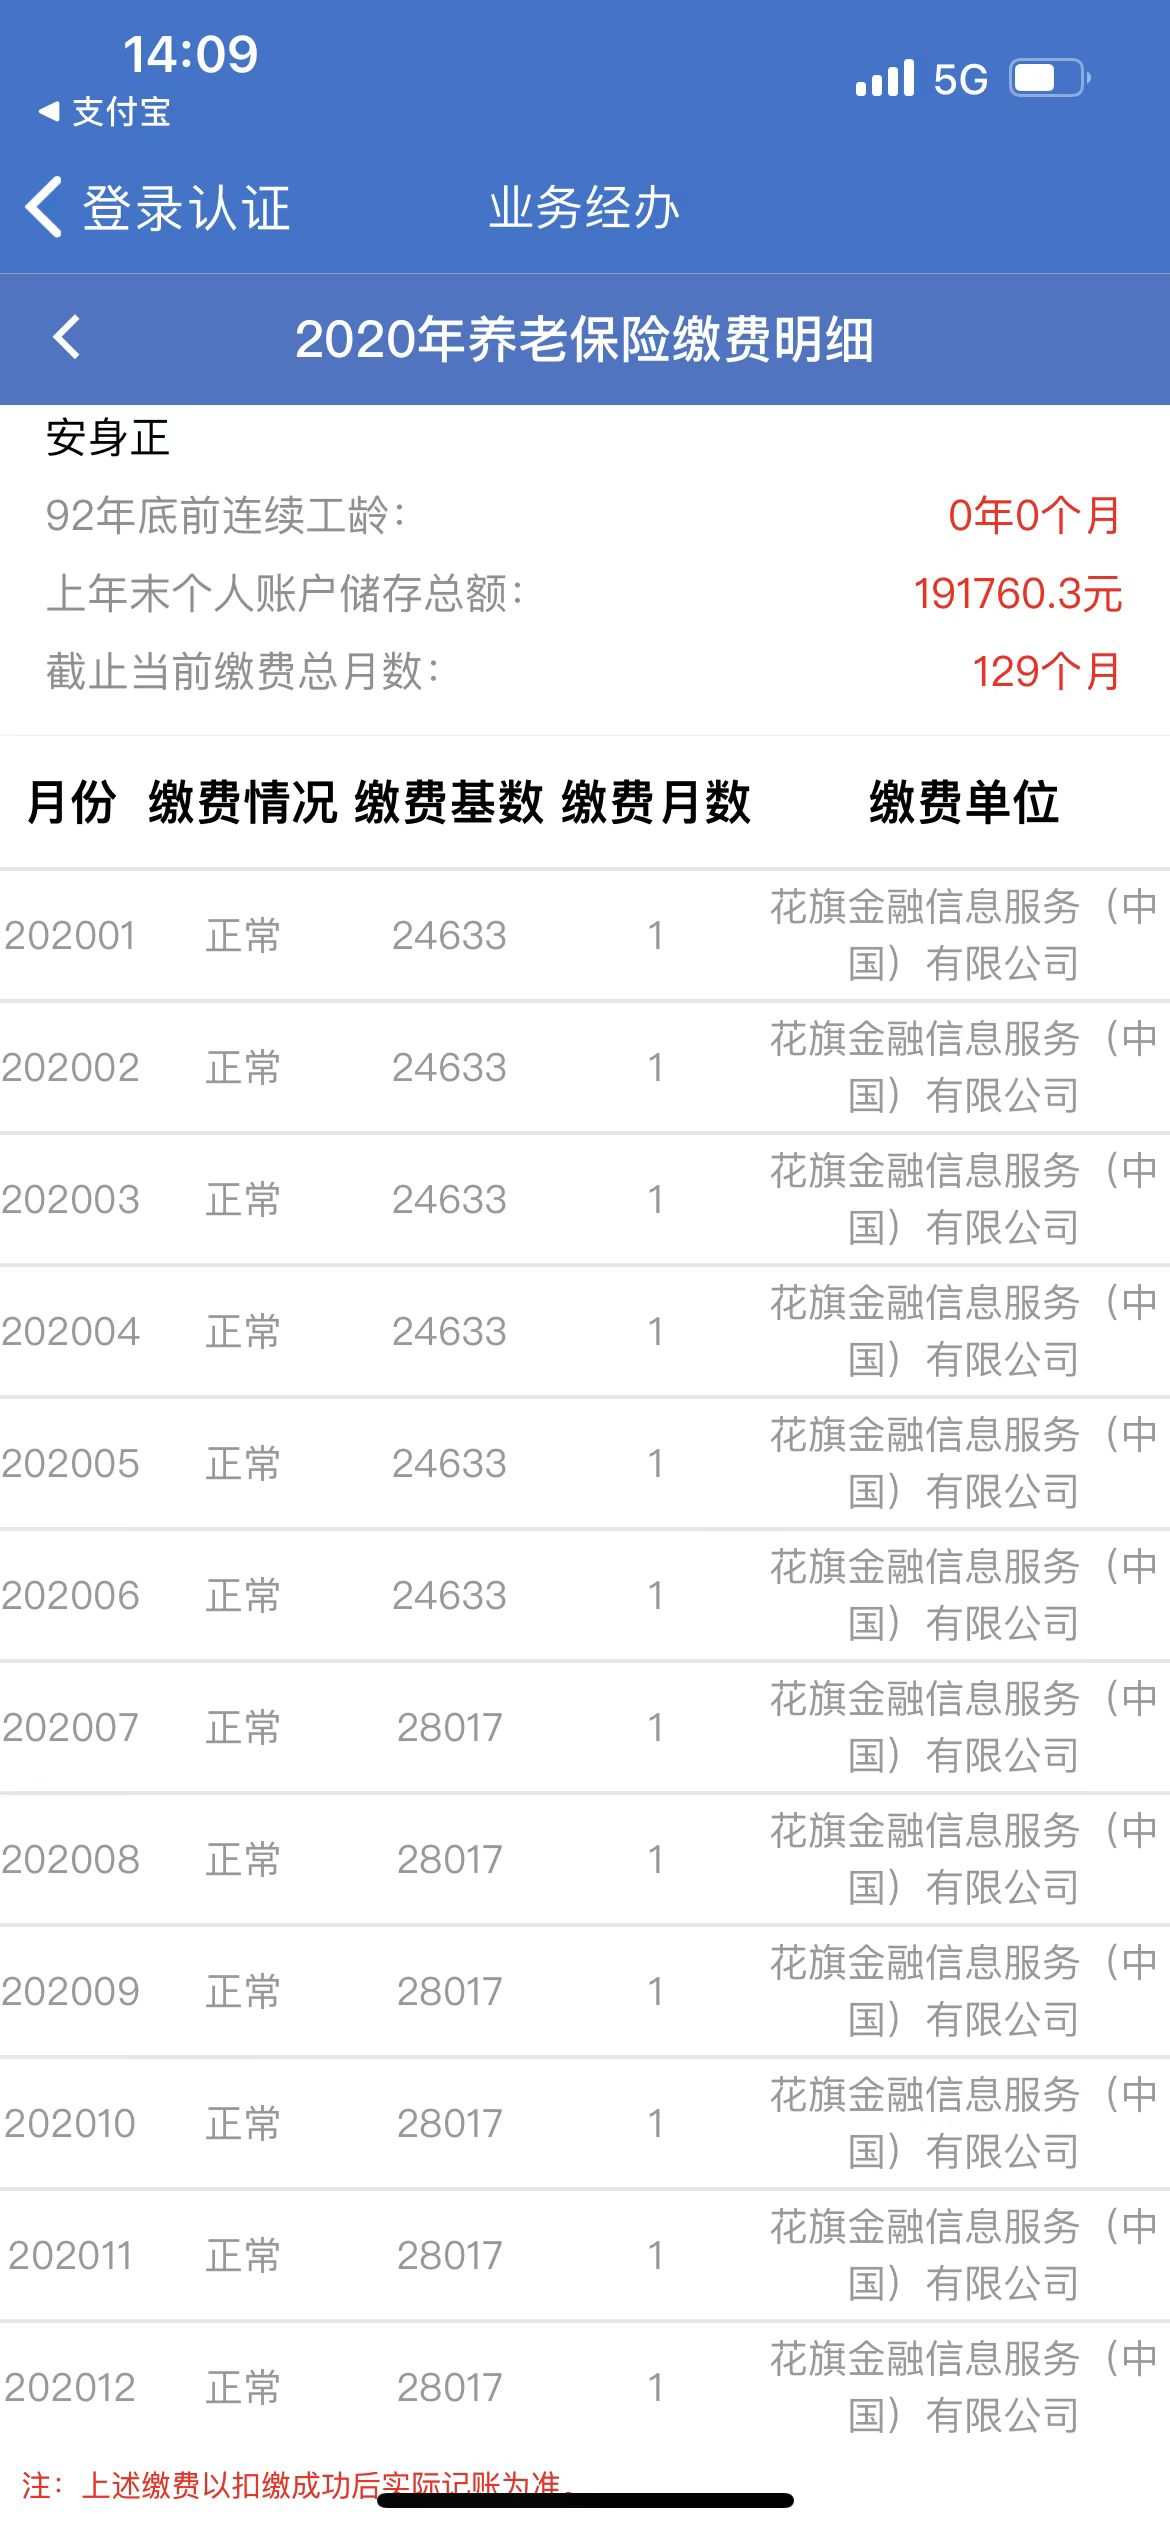 14:09
5G
支付宝
登录认证
业务经办
2020年养老保险缴费明细
安身正
92年底前连续工龄： 0年0个月
上年末个人账户储存总额： 191760.3元
截止当前缴费总月数： 129个月
月份 缴费情况 缴费基数 缴费月数 缴费单位
202001 正常 24633 1 花旗金融信息服务（中
国）有限公司
202002 正常 24633 1 花旗金融信息服务（中
国）有限公司
202003 正常 24633 1 花旗金融信息服务（中
国）有限公司
202004 正常 24633 1 花旗金融信息服务（中
国）有限公司
202005 正常 24633 1 花旗金融信息服务（中
国）有限公司
202006 正常 24633 1 花旗金融信息服务（中
国）有限公司
202007 正常 28017 1 花旗金融信息服务（中
国）有限公司
202008 正常 28017 1 花旗金融信息服务（中
国）有限公司
202009 正常 28017 1 花旗金融信息服务（中
国）有限公司
202010 正常 28017 1 花旗金融信息服务（中
国）有限公司
202011 正常 28017 1 花旗金融信息服务（中
国）有限公司
202012 正常 28017 1 花旗金融信息服务（中
国）有限公司
注：上述缴费以扣缴成功后实际记账为准。